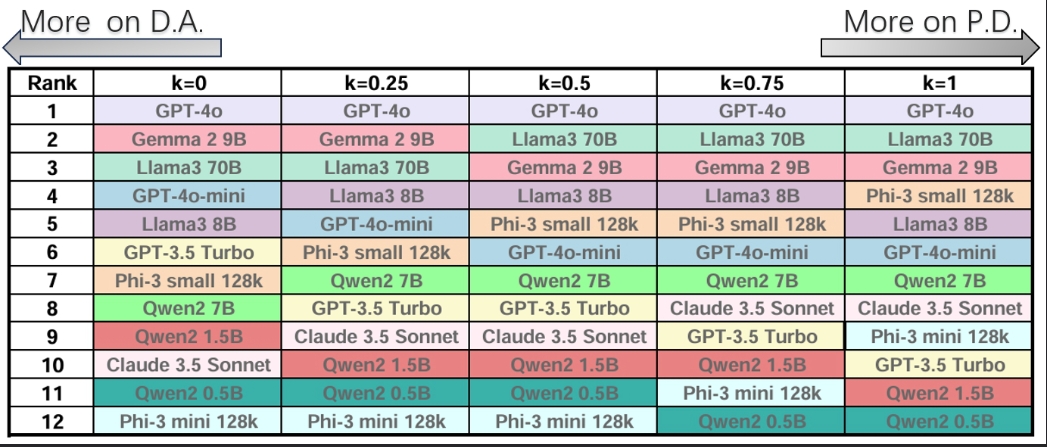 More on D.A. More on P.D.
Rank k=0 k=0.25 k=0.5 k=0.75 k=1
1 GPT-4o GPT-4o GPT-4o GPT-4o GPT-4o
2 Gemma 2 9B Gemma 2 9B Llama3 70B Llama3 70B Llama3 70B
3 Llama3 70B Llama3 70B Gemma 2 9B Gemma 2 9B Gemma 2 9B
4 GPT-4o-mini Llama3 8B Llama3 8B Llama3 8B Phi-3 small 128k
5 Llama3 8B GPT-4o-mini Phi-3 small 128k Phi-3 small 128k Llama3 8B
6 GPT-3.5 Turbo Phi-3 small 128k GPT-4o-mini GPT-4o-mini GPT-4o-mini
7 Phi-3 small 128k Qwen2 7B Qwen2 7B Qwen2 7B Qwen2 7B
8 Qwen2 7B GPT-3.5 Turbo GPT-3.5 Turbo Claude 3.5 Sonnet Claude 3.5 Sonnet
9 Qwen2 1.5B Claude 3.5 Sonnet Claude 3.5 Sonnet GPT-3.5 Turbo Phi-3 mini 128k
10 Claude 3.5 Sonnet Qwen2 1.5B Qwen2 1.5B Qwen2 1.5B GPT-3.5 Turbo
11 Qwen2 0.5B Qwen2 0.5B Qwen2 0.5B Phi-3 mini 128k Qwen2 1.5B
12 Phi-3 mini 128k Phi-3 mini 128k Phi-3 mini 128k Qwen2 0.5B Qwen2 0.5B